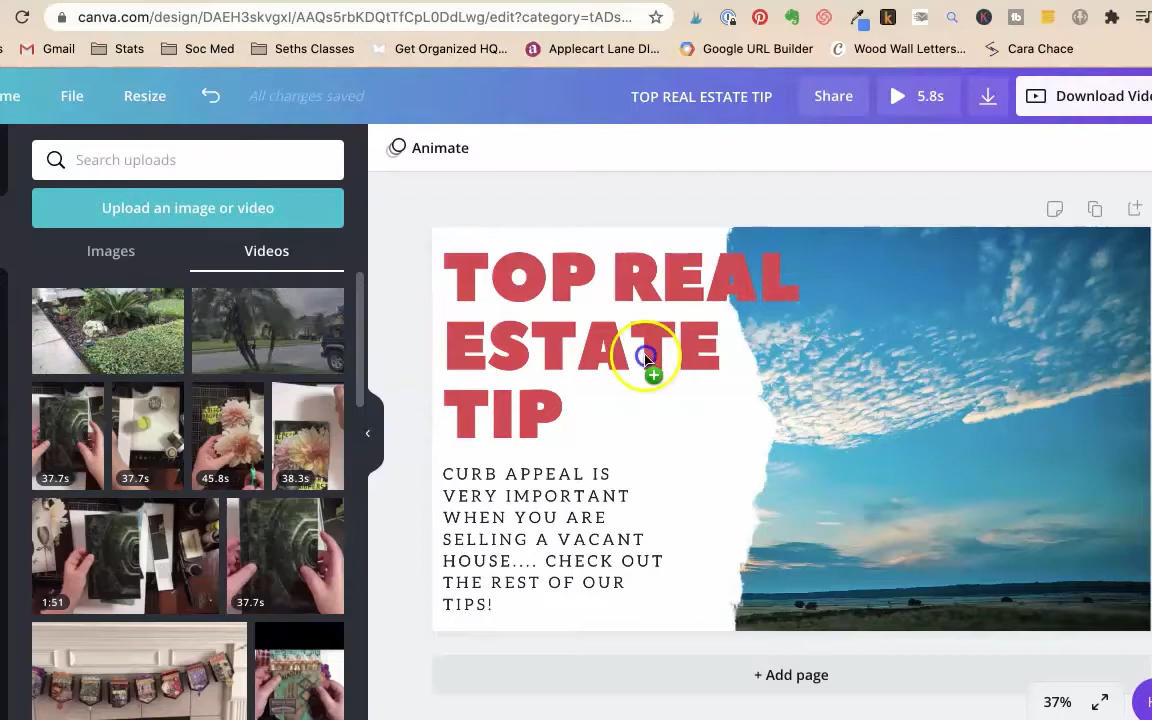 canva.com/design/DAEH3skvgxI/AAQs5rbKDQtTfCpL0DdLwg/edit?category=tADs...
Gmail Stats Soc Med Seths Classes Get Organized HQ... Applecart Lane DI... Google URL Builder Wood Wall Letters... Cara Chace
me File Resize All changes saved TOP REAL ESTATE TIP Share 5.8s Download Vide
Search uploads
Animate
Upload an image or video
Images Videos
TOP REAL
ESTATE
TIP
CURB APPEAL IS
VERY IMPORTANT
WHEN YOU ARE
SELLING A VACANT
HOUSE.... CHECK OUT
THE REST OF OUR
TIPS!
37.7s 37.7s 45.8s 38.3s
1:51 37.7s
+ Add page
37%